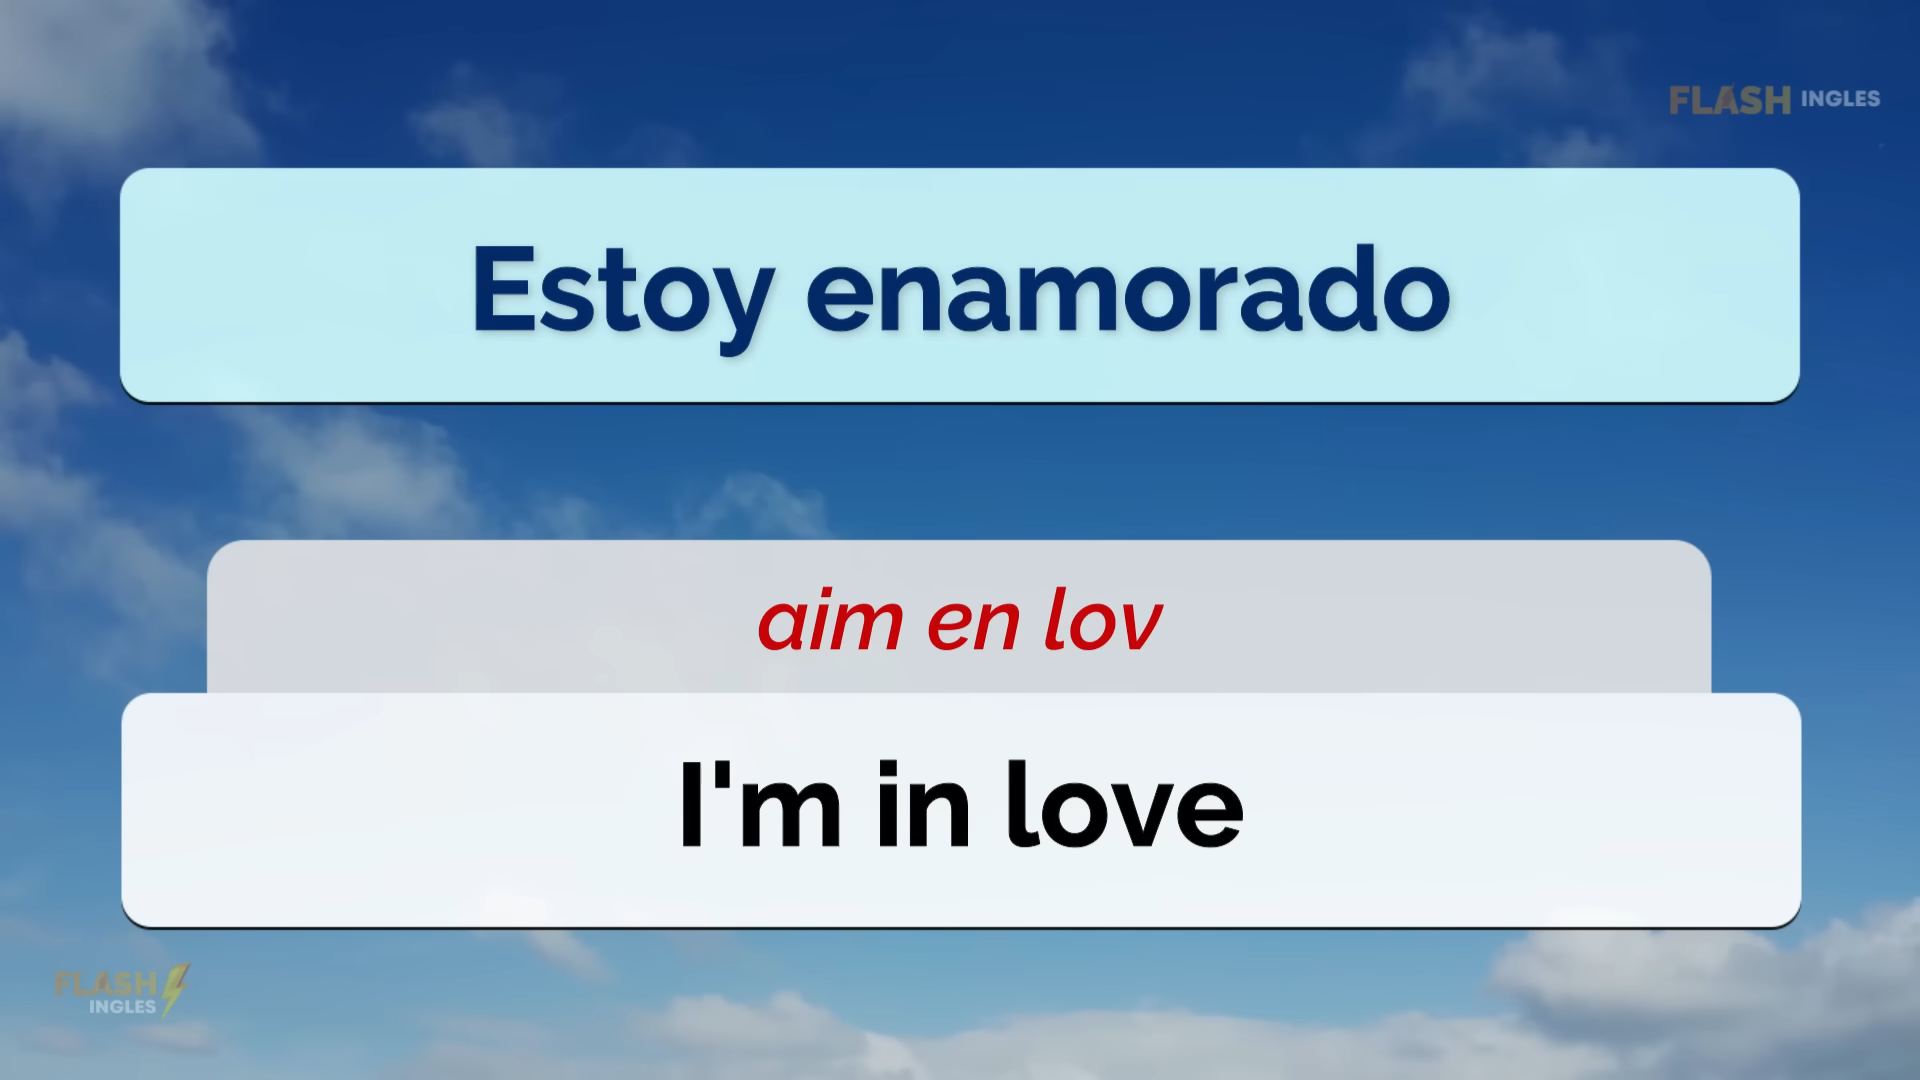 FLASH INGLES
Estoy enamorado
aim en lov
I'm in love
FLASH
INGLES